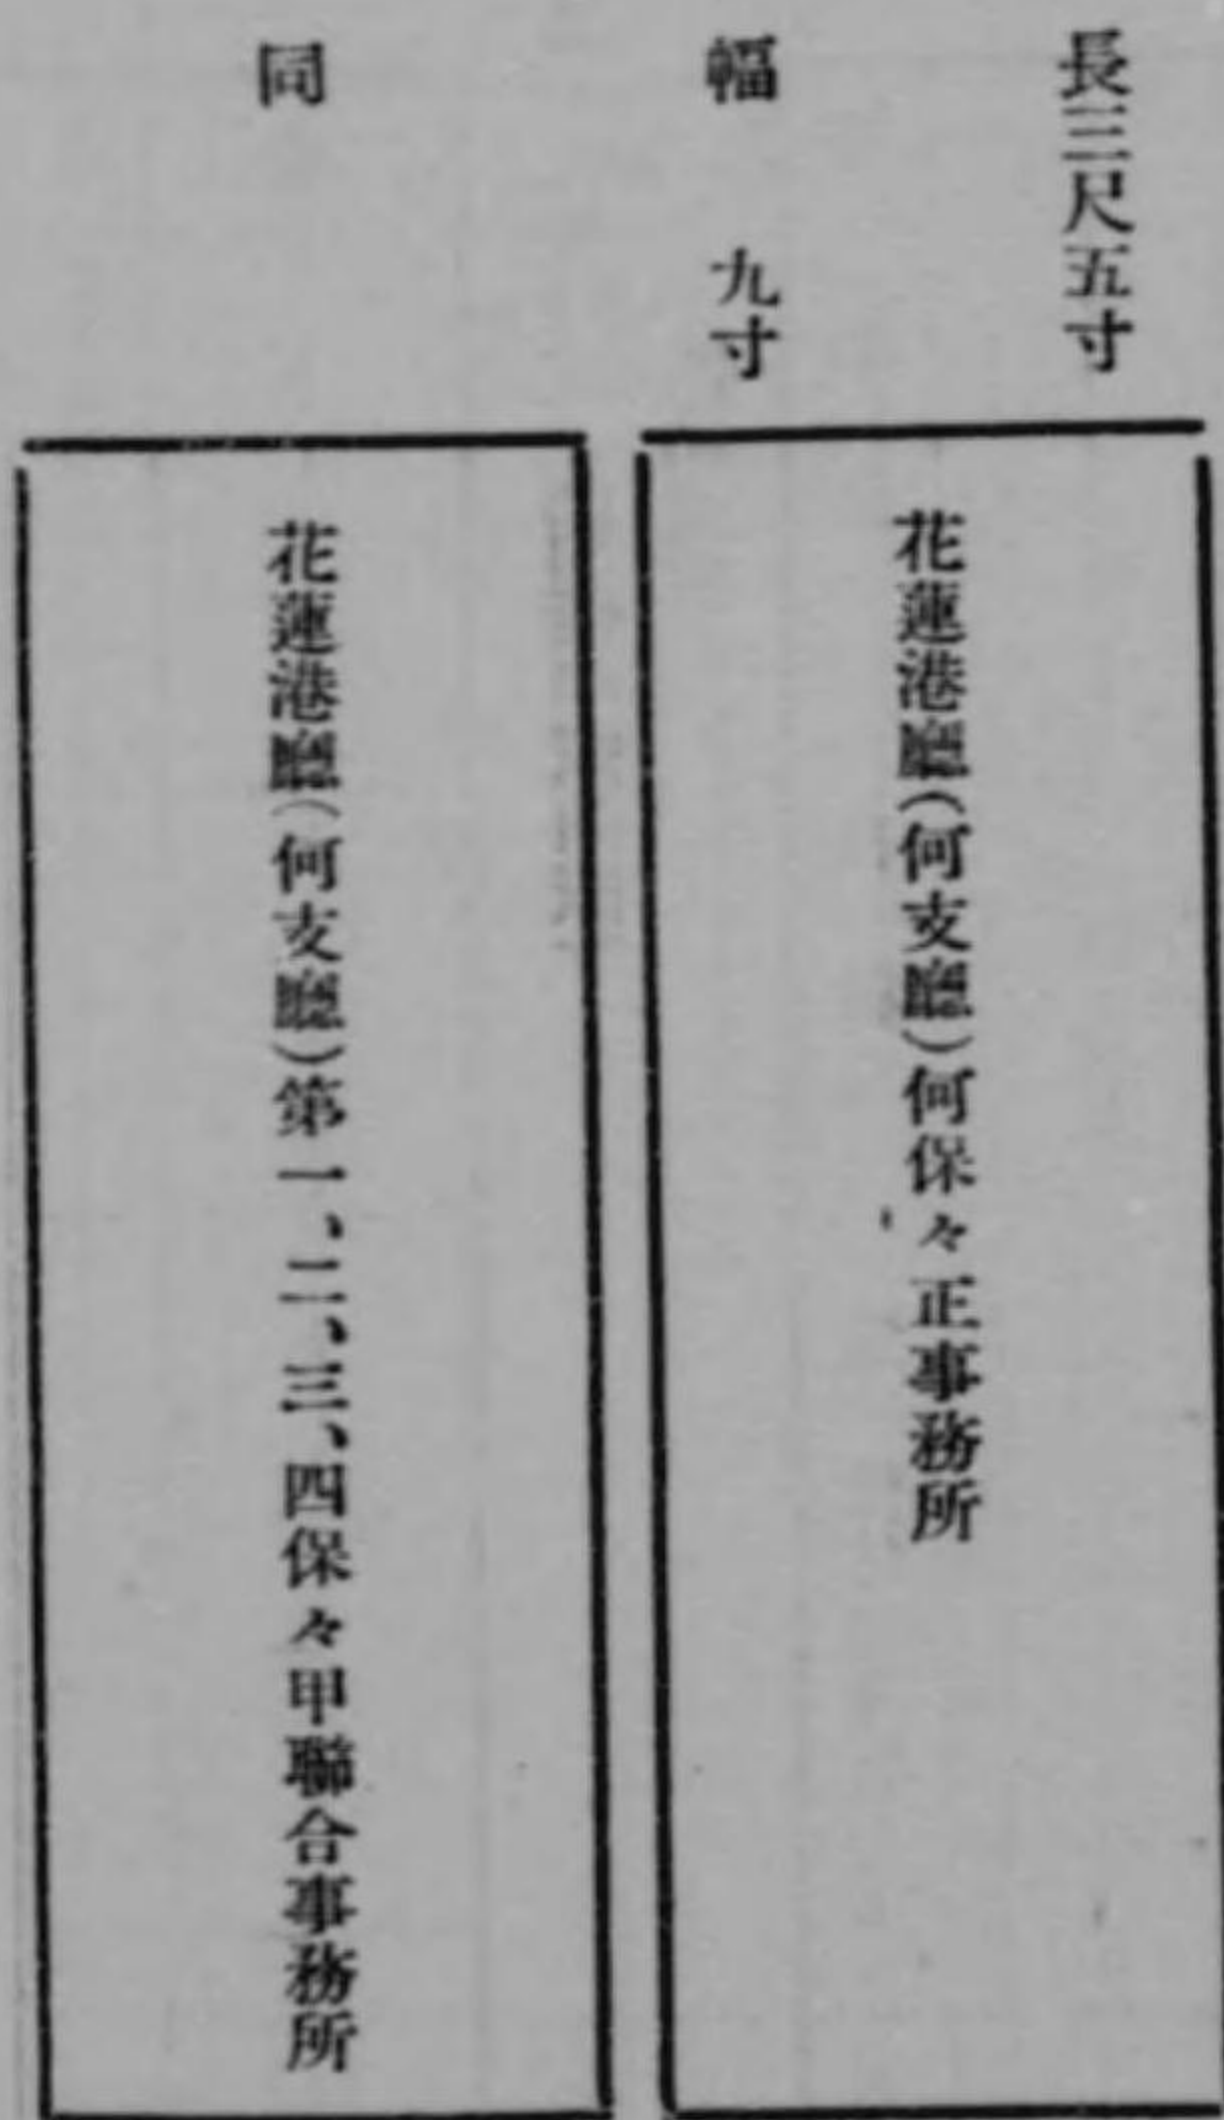 長三尺五寸
幅 九寸
花蓮港廳(何支廳)何保々正事務所
同
花蓮港廳(何支廳)第一、二、三、四保々甲聯合事務所